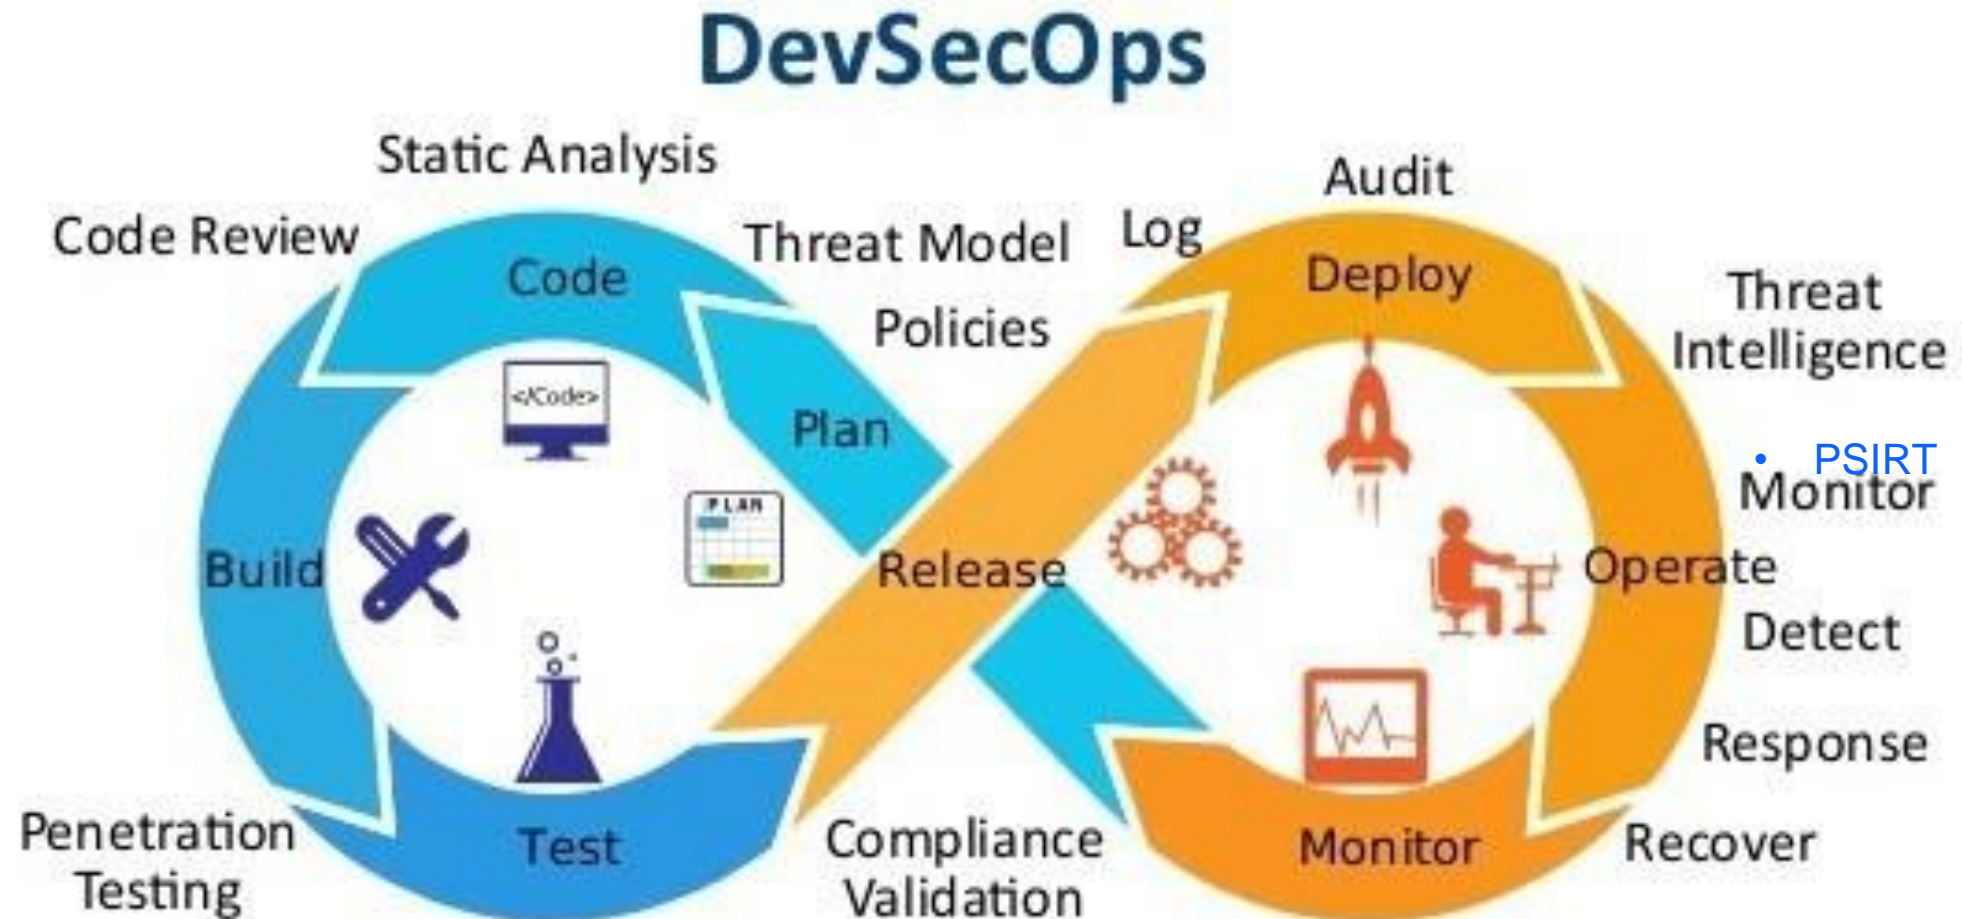 DevSecOps
Static Analysis
Audit
Code Review
Threat Model
Log
Code
Deploy
Threat
Intelligence
Policies
</Code>
Plan
• PSIRT
Monitor
PLAN
Build
Release
Operate
Detect
Response
Penetration
Testing
Test
Compliance
Validation
Monitor
Recover